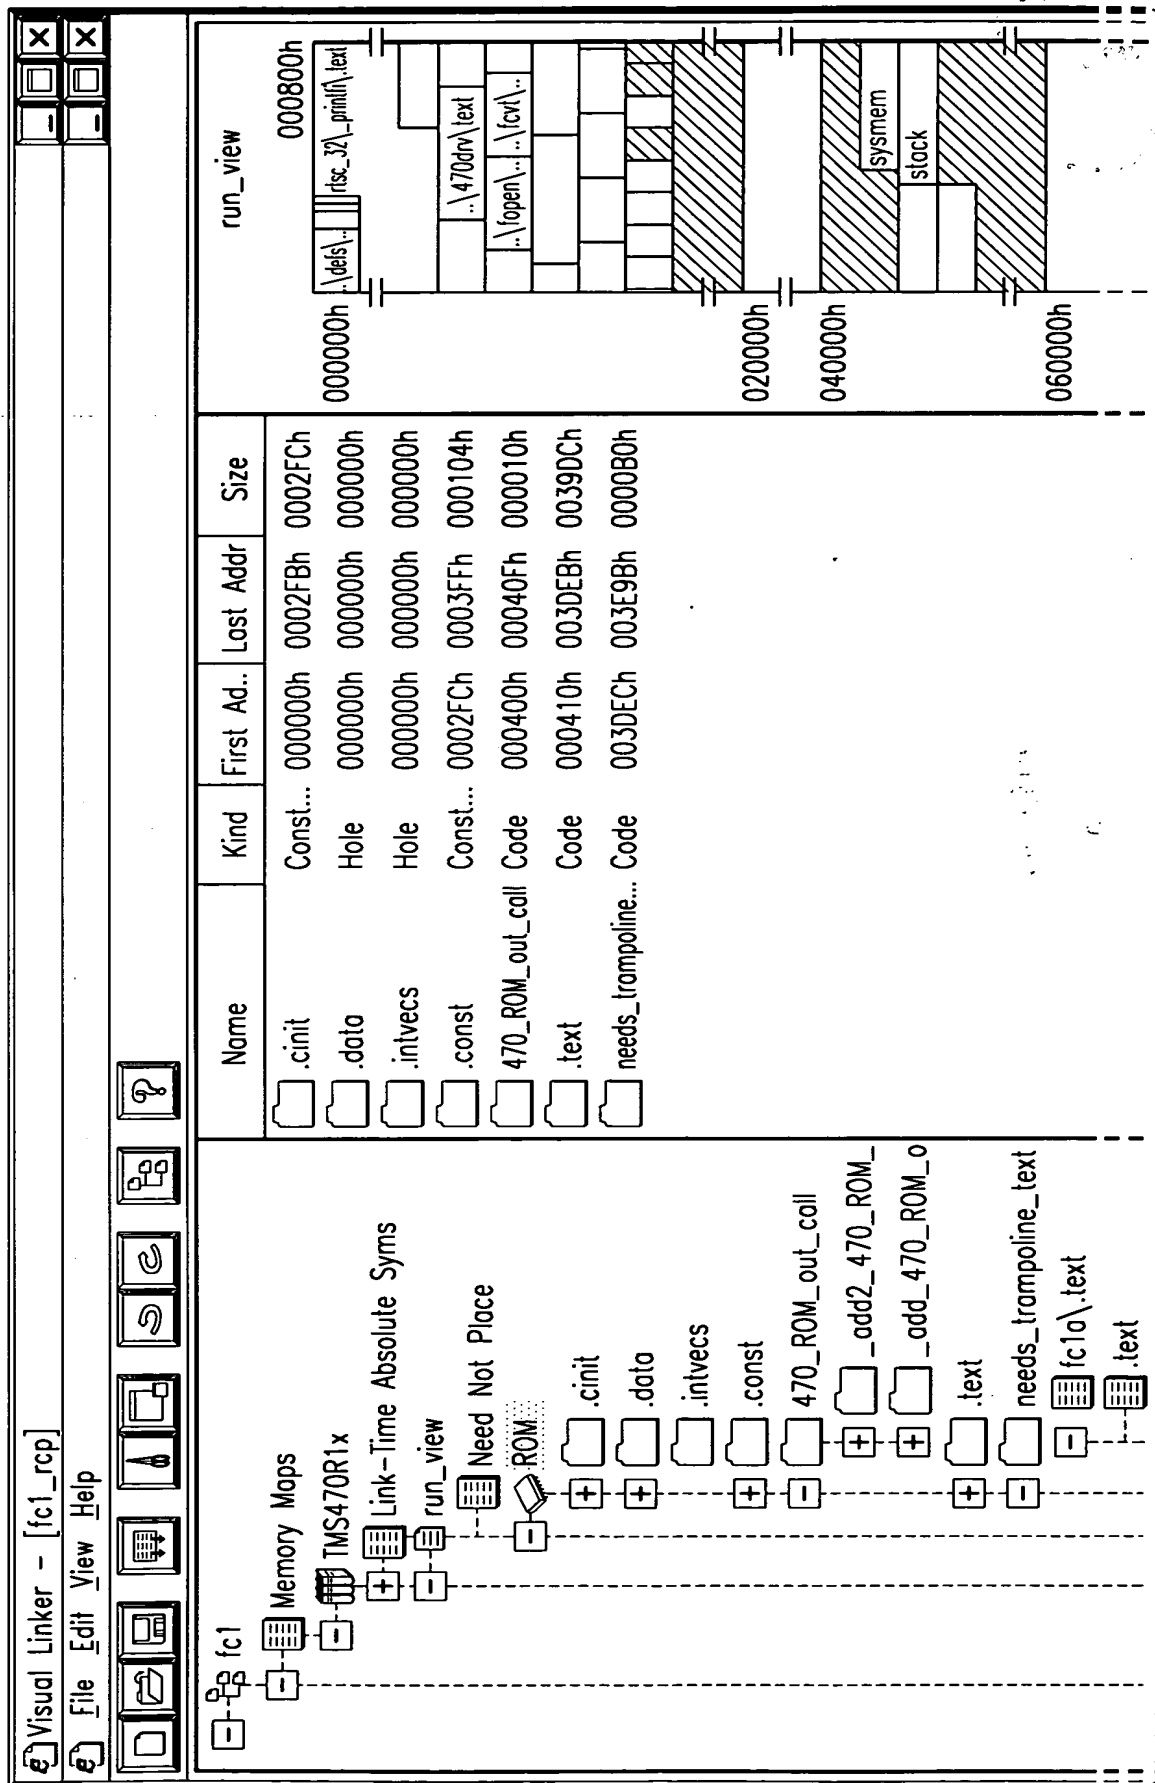 Visual Linker - [fc1_rcp]
File Edit View Help
fc1
Memory Maps
TMS470R1x
Link-Time Absolute Syms
run_view
Need Not Place
ROM
.cinit
.data
.intvecs
.const
470_ROM_out_call
_add2_470_ROM_
_add_470_ROM_o
.text
needs_trampoline_text
fc1a\.text
.text
Name Kind First Ad.. Last Addr Size
.cinit Const... 000000h 0002FBh 0002FCh
.data Hole 000000h 000000h 000000h
.intvecs Hole 000000h 000000h 000000h
.const Const... 0002FCh 0003FFh 000104h
470_ROM_out_call Code 000400h 00040Fh 000010h
.text Code 000410h 003DEBh 0039DCh
needs_trampoline... Code 003DECh 003E9Bh 0000B0h
run_view
000800h
000000h ..\defs\.. rtsc_32\_printfi\.text
..\470drv\text
..\fopen\.. ..\fcvt\..
020000h
040000h
sysmem
stack
060000h